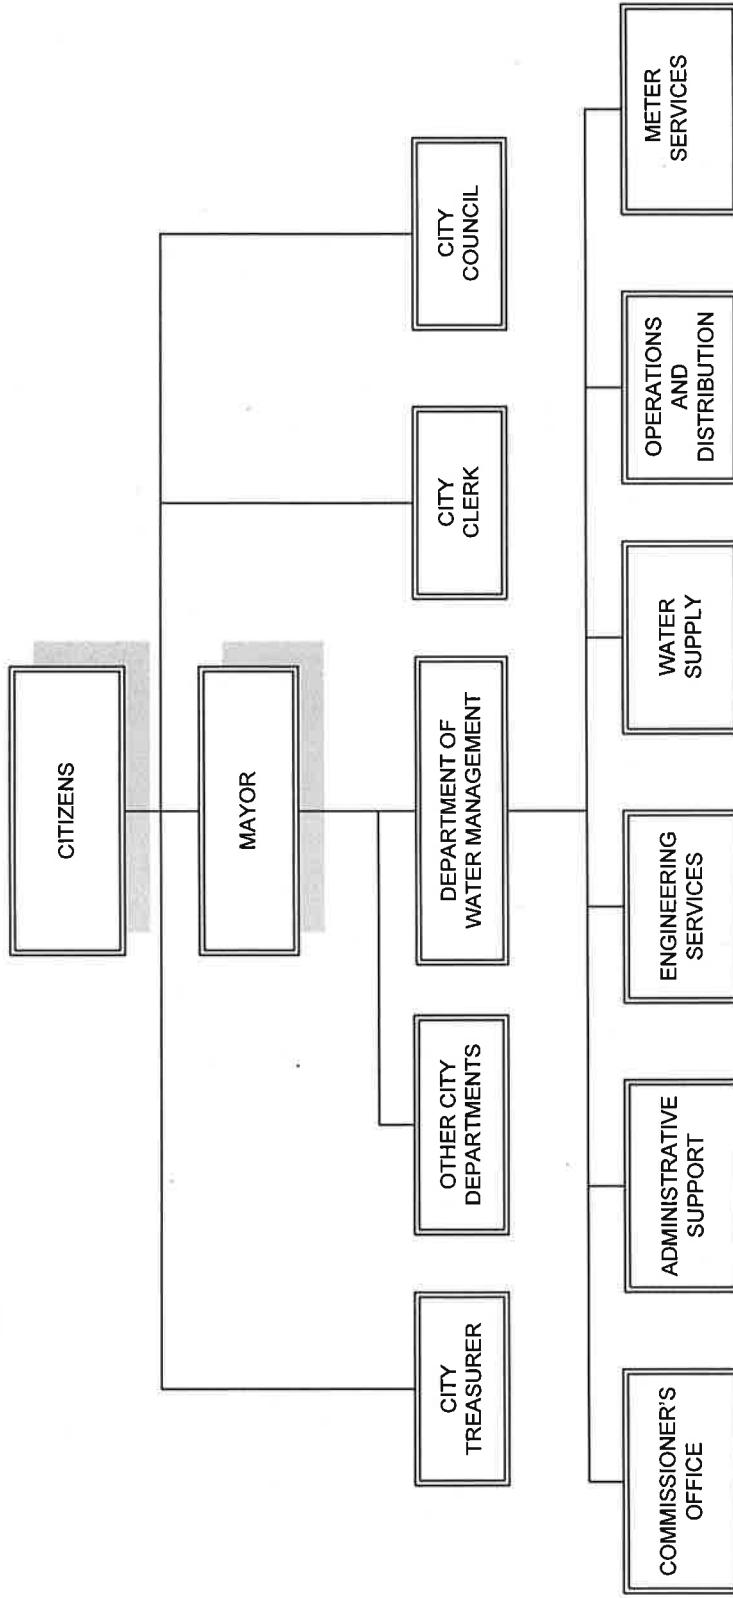 CITIZENS
MAYOR
CITY
TREASURER
OTHER CITY
DEPARTMENTS
DEPARTMENT OF
WATER MANAGEMENT
CITY
CLERK
CITY
COUNCIL
COMMISSIONER'S
OFFICE
ADMINISTRATIVE
SUPPORT
ENGINEERING
SERVICES
WATER
SUPPLY
OPERATIONS
AND
DISTRIBUTION
METER
SERVICES